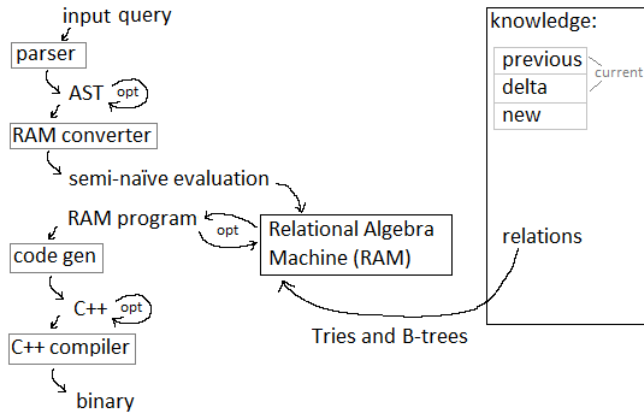 input query
parser
AST
opt
RAM converter
semi-naïve evaluation
RAM program
opt
code gen
C++
opt
C++ compiler
binary
Relational Algebra
Machine (RAM)
Tries and B-trees
knowledge:
previous
delta
new
current
relations